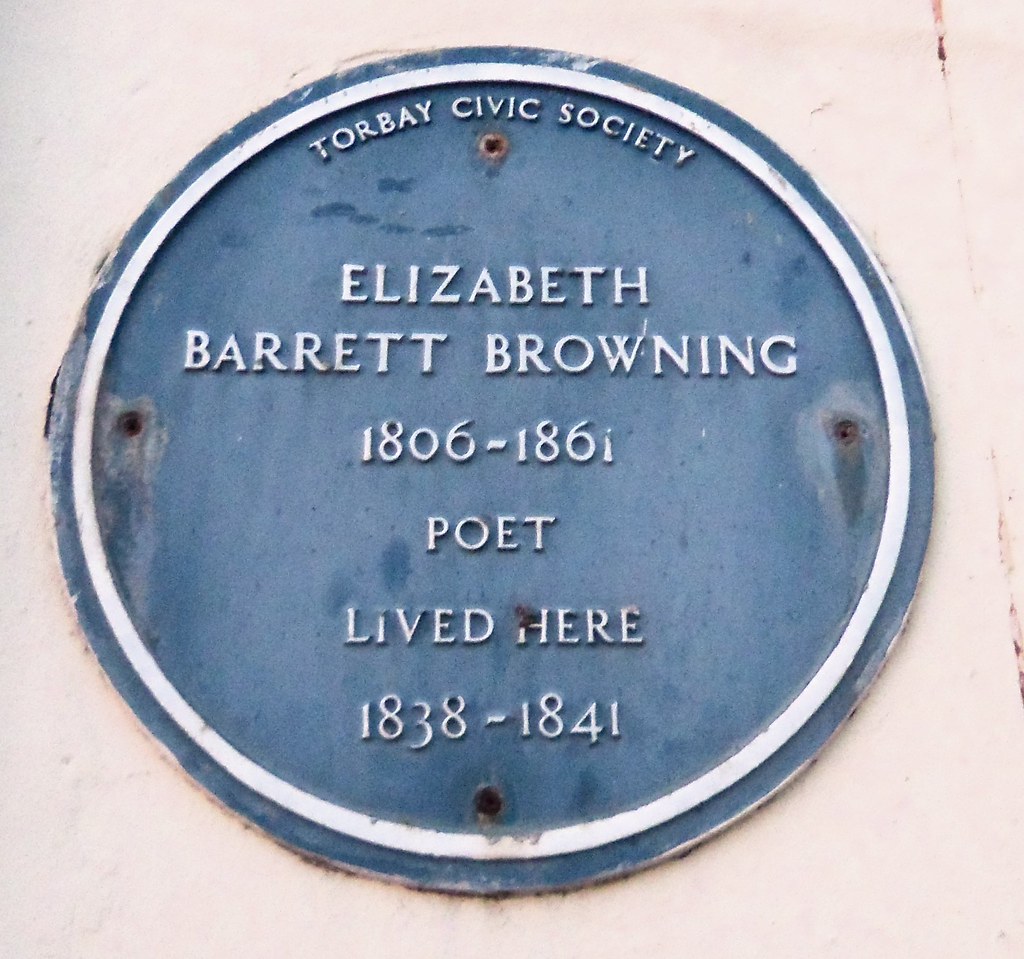 TORBAY CIVIC SOCIETY
ELIZABETH
BARRETT BROWNING
1806-1861
POET
LIVED HERE
1838-1841